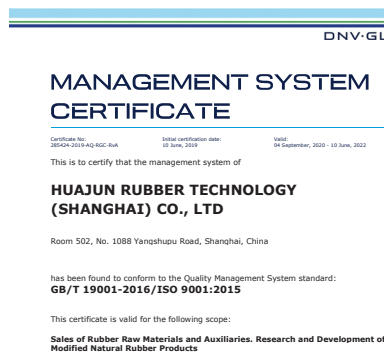 DNV·GL
MANAGEMENT SYSTEM
CERTIFICATE
Certificate No: Initial certification date: Valid:
285424-2019-AQ-RGC-RvA 10 June, 2019 04 September, 2020 - 10 June, 2022
This is to certify that the management system of
HUAJUN RUBBER TECHNOLOGY
(SHANGHAI) CO., LTD
Room 502, No. 1088 Yangshupu Road, Shanghai, China
has been found to conform to the Quality Management System standard:
GB/T 19001-2016/ISO 9001:2015
This certificate is valid for the following scope:
Sales of Rubber Raw Materials and Auxiliaries. Research and Development of
Modified Natural Rubber Products